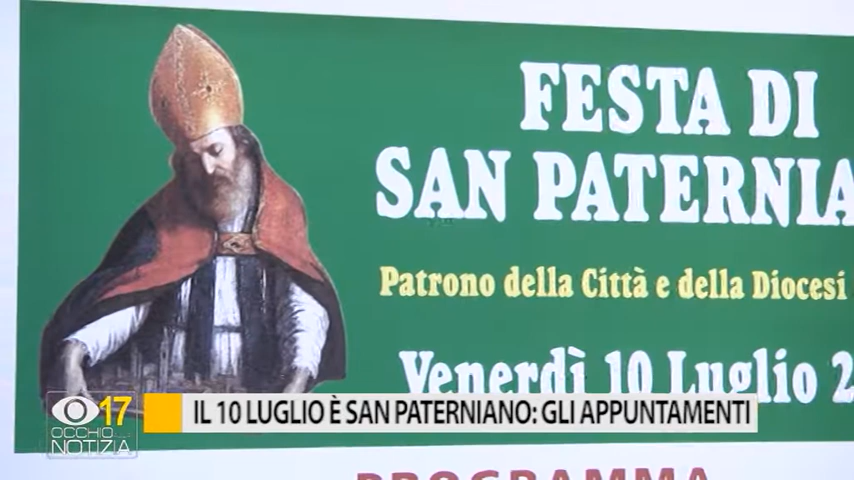 FESTA DI
SAN PATERNIA
Patrono della Città e della Diocesi
Venerdì 10 Luglio 2
17
OCCHIO
NOTIZIA
IL 10 LUGLIO È SAN PATERNIANO: GLI APPUNTAMENTI
PROGRAMMA